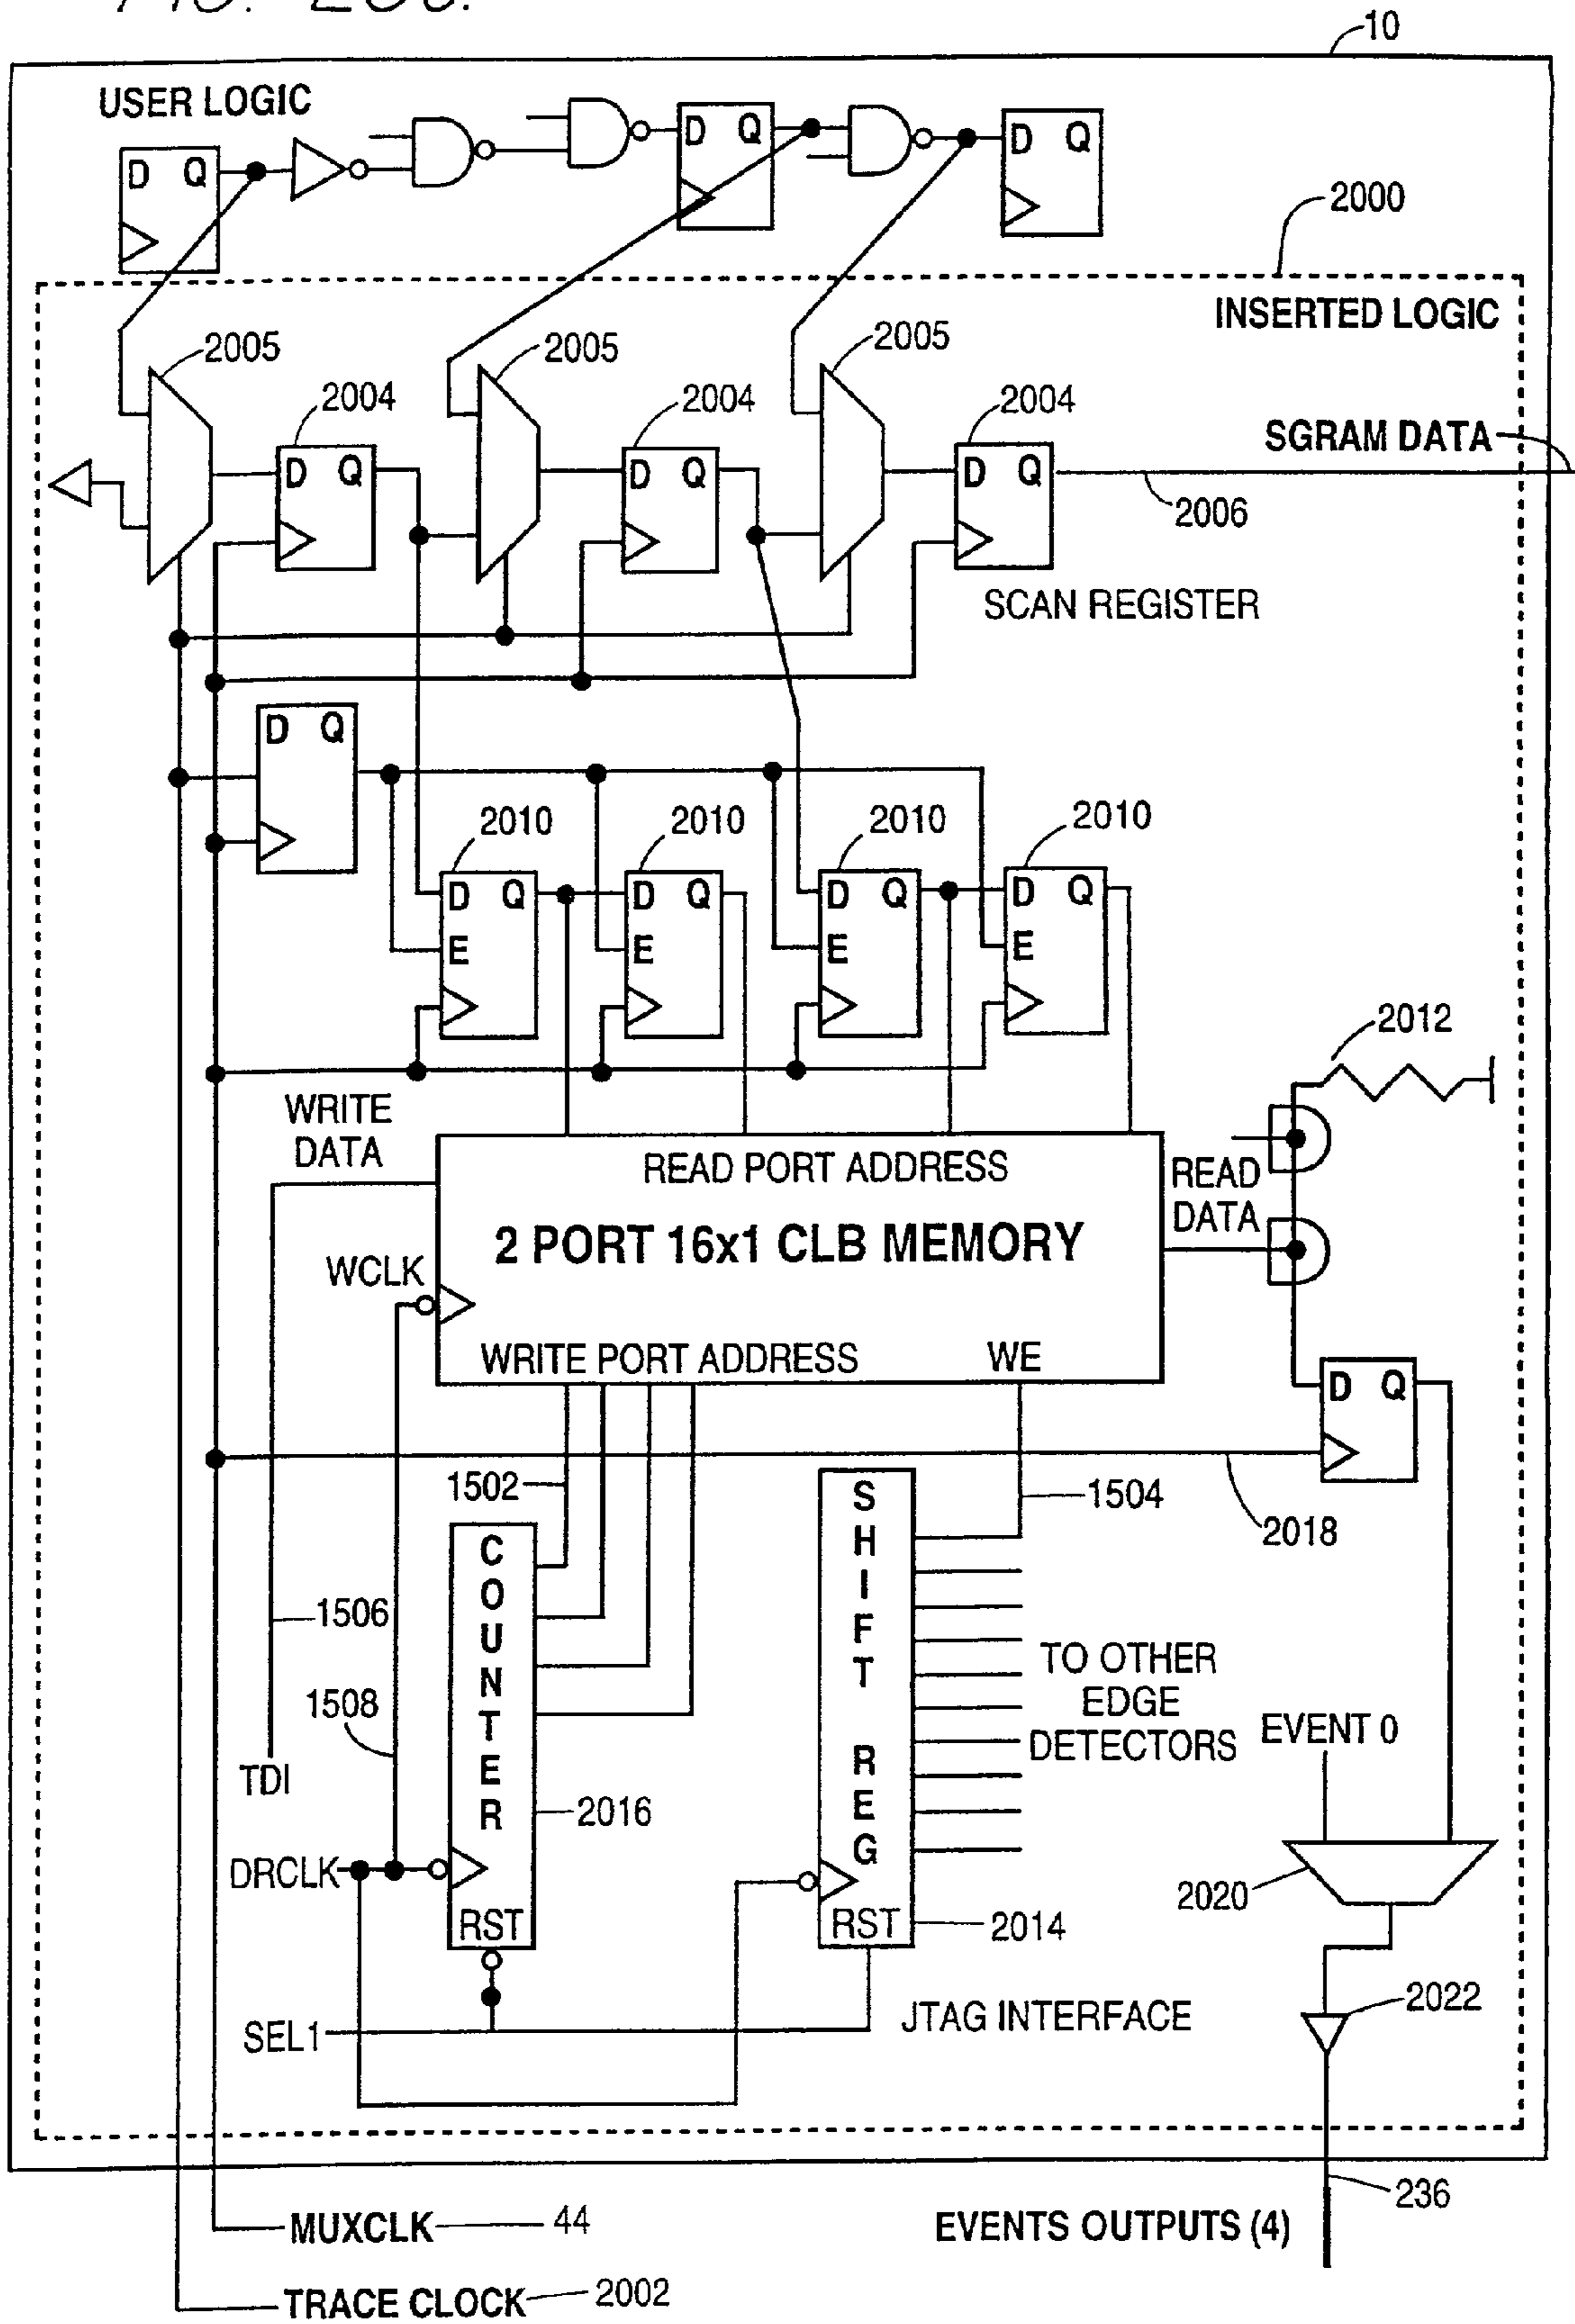 10
USER LOGIC
D Q
D Q
D Q
2000
INSERTED LOGIC
2005
2005
2005
2004
2004
2004
SGRAM DATA
D Q
D Q
D Q
2006
SCAN REGISTER
D Q
2010
2010
2010
2010
D Q
E
D Q
E
D Q
E
D Q
E
2012
WRITE
DATA
READ PORT ADDRESS
READ
DATA
2 PORT 16x1 CLB MEMORY
WCLK
WRITE PORT ADDRESS
WE
D Q
1502
1504
2018
COUNTER
SHIFT REG
1506
TO OTHER
EDGE
DETECTORS
1508
EVENT 0
TDI
2016
DRCLK
2020
RST
RST
2014
2022
SEL1
JTAG INTERFACE
236
MUXCLK
44
EVENTS OUTPUTS (4)
TRACE CLOCK
2002